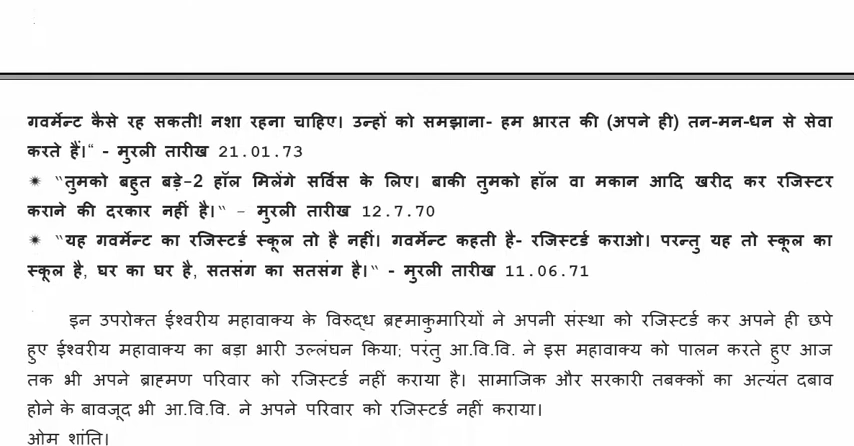 गवर्मेन्ट कैसे रह सकती! नशा रहना चाहिए। उन्हों को समझाना- हम भारत की (अपने ही) तन-मन-धन से सेवा
करते हैं।“ - मुरली तारीख 21.01.73
✴ “तुमको बहुत बड़े-2 हॉल मिलेंगे सर्विस के लिए। बाकी तुमको हॉल वा मकान आदि खरीद कर रजिस्टर
कराने की दरकार नहीं है।“ – मुरली तारीख 12.7.70
✴ “यह गवर्मेन्ट का रजिस्टर्ड स्कूल तो है नहीं। गवर्मेन्ट कहती है- रजिस्टर्ड कराओ। परन्तु यह तो स्कूल का
स्कूल है, घर का घर है, सतसंग का सतसंग है।“ - मुरली तारीख 11.06.71
इन उपरोक्त ईश्वरीय महावाक्य के विरुद्ध ब्रह्माकुमारियों ने अपनी संस्था को रजिस्टर्ड कर अपने ही छपे
हुए ईश्वरीय महावाक्य का बड़ा भारी उल्लंघन किया; परंतु आ.वि.वि. ने इस महावाक्य को पालन करते हुए आज
तक भी अपने ब्राह्मण परिवार को रजिस्टर्ड नहीं कराया है। सामाजिक और सरकारी तबक्कों का अत्यंत दबाव
होने के बावजूद भी आ.वि.वि. ने अपने परिवार को रजिस्टर्ड नहीं कराया।
ओम शांति।